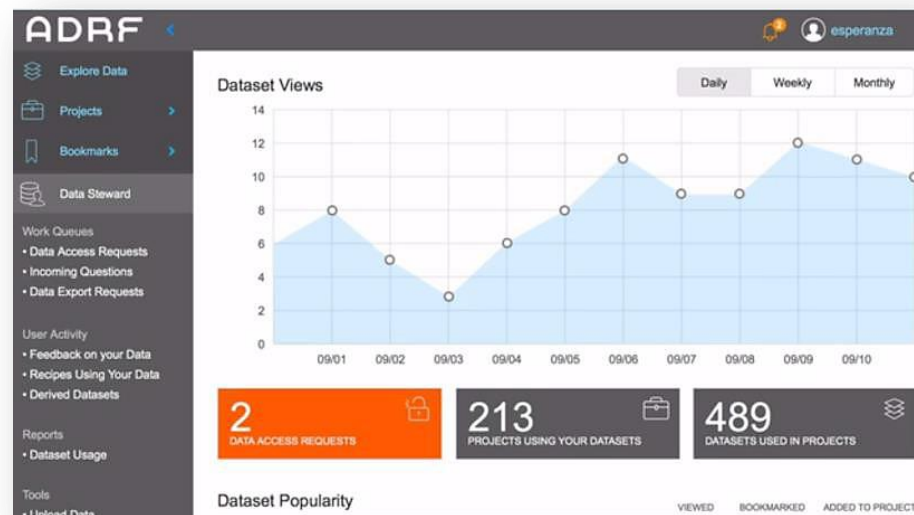 ADRF
2
esperanza
Explore Data
Projects
Bookmarks
Data Steward
Work Queues
• Data Access Requests
• Incoming Questions
• Data Export Requests
User Activity
• Feedback on your Data
• Recipes Using Your Data
• Derived Datasets
Reports
• Dataset Usage
Tools
• Upload Data
Dataset Views
Daily Weekly Monthly
14
12
10
8
6
4
2
0
09/01 09/02 09/03 09/04 09/05 09/06 09/07 09/08 09/09 09/10
2
DATA ACCESS REQUESTS
213
PROJECTS USING YOUR DATASETS
489
DATASETS USED IN PROJECTS
Dataset Popularity
VIEWED BOOKMARKED ADDED TO PROJECT